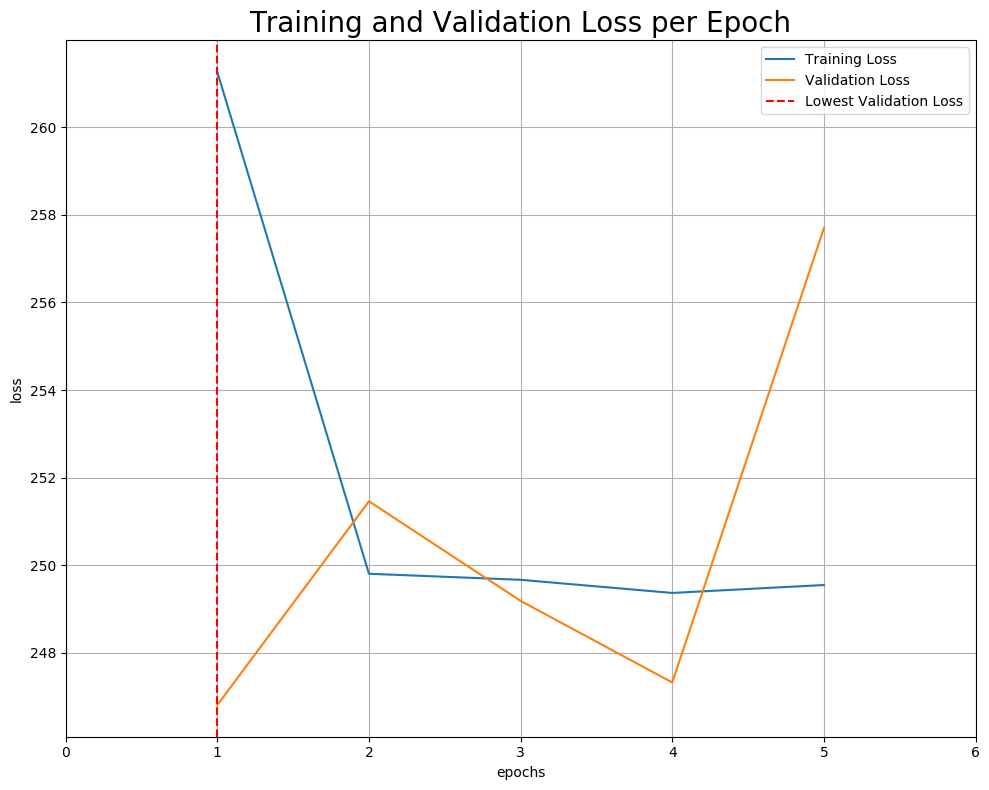 Training and Validation Loss per Epoch
Training Loss
Validation Loss
Lowest Validation Loss
260
258
256
254
252
250
248
loss
0 1 2 3 4 5 6
epochs